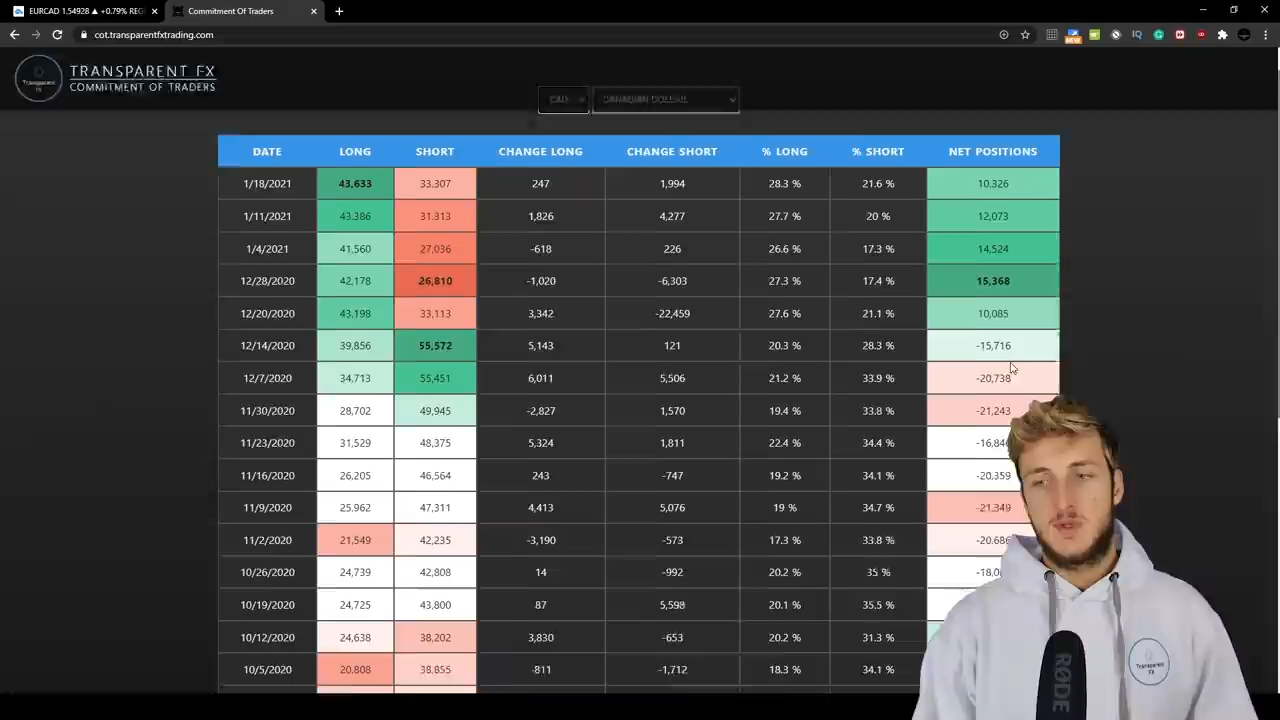 EURCAD 1.54928 ▲ +0.79%
Commitment Of Traders
cot.transparentfxtrading.com
TRANSPARENT FX
COMMITMENT OF TRADERS
CAD CANADIAN DOLLAR
DATE LONG SHORT CHANGE LONG CHANGE SHORT % LONG % SHORT NET POSITIONS
1/18/2021 43,633 33,307 247 1,994 28.3 % 21.6 % 10,326
1/11/2021 43,386 31,313 1,826 4,277 27.7 % 20 % 12,073
1/4/2021 41,560 27,036 -618 226 26.6 % 17.3 % 14,524
12/28/2020 42,178 26,810 -1,020 -6,303 27.3 % 17.4 % 15,368
12/20/2020 43,198 33,113 3,342 -22,459 27.6 % 21.1 % 10,085
12/14/2020 39,856 55,572 5,143 121 20.3 % 28.3 % -15,716
12/7/2020 34,713 55,451 6,011 5,506 21.2 % 33.9 % -20,738
11/30/2020 28,702 49,945 -2,827 1,570 19.4 % 33.8 % -21,243
11/23/2020 31,529 48,375 5,324 1,811 22.4 % 34.4 %
11/16/2020 26,205 46,564 243 -747 19.2 % 34.1 % -20,359
11/9/2020 25,962 47,311 4,413 5,076 19 % 34.7 % -21,349
11/2/2020 21,549 42,235 -3,190 -573 17.3 % 33.8 % -20,686
10/26/2020 24,739 42,808 14 -992 20.2 % 35 %
10/19/2020 24,725 43,800 87 5,598 20.1 % 35.5 %
10/12/2020 24,638 38,202 3,830 -653 20.2 % 31.3 %
10/5/2020 20,808 38,855 -811 -1,712 18.3 % 34.1 %
RØDE
Transparent
FX